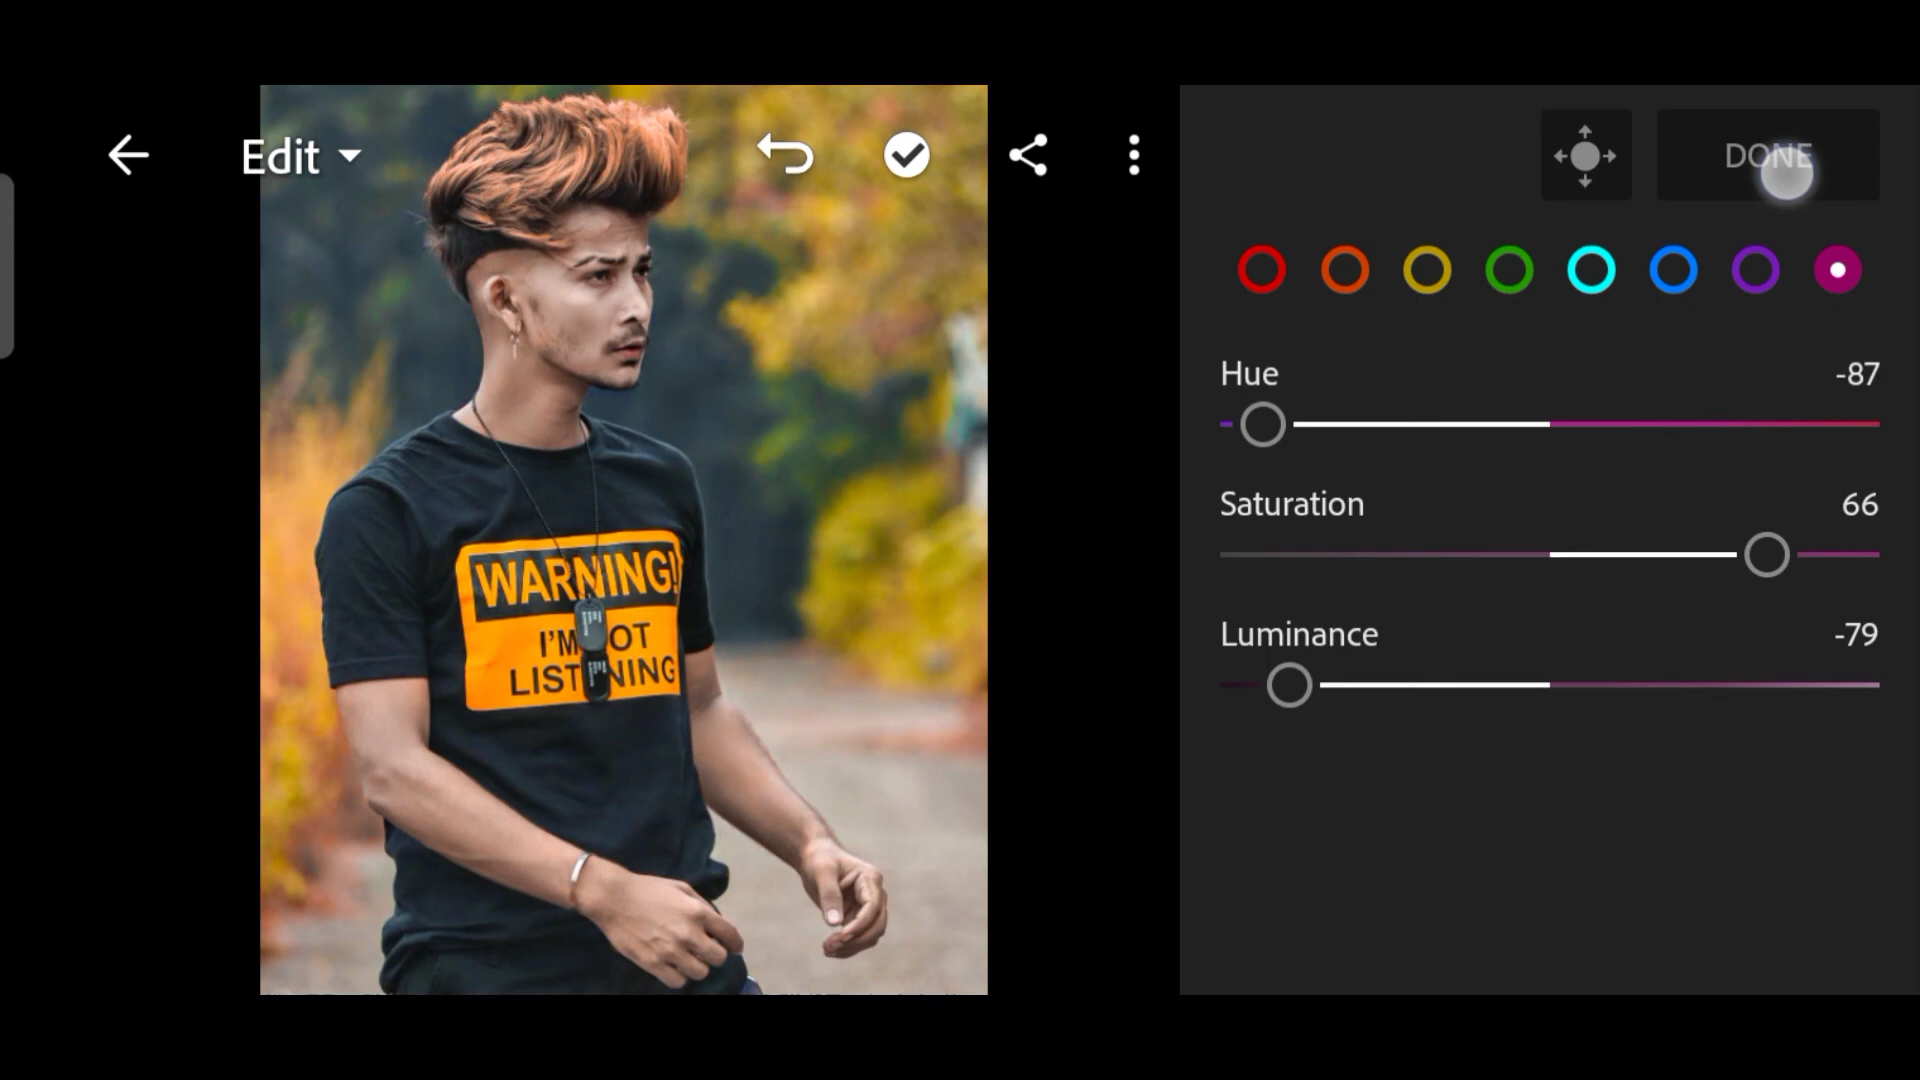 Edit
DONE
Hue -87
Saturation 66
Luminance -79
WARNING!
I'M OT
LIST NING